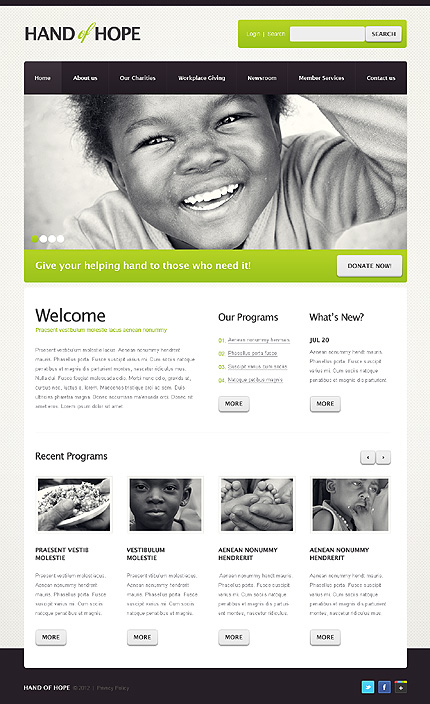 HAND of HOPE
Login | Search
SEARCH
Home
About us
Our Charities
Workplace Giving
Newsroom
Member Services
Contact us
Give your helping hand to those who need it!
DONATE NOW!
Welcome
Praesent vestibulum molestie lacus aenean nonummy
Praesent vestibulum molestie lacus. Aenean nonummy hendrerit
mauris. Phasellus porta. Fusce suscipit varius mi. Cum sociis natoque
penatibus et magnis dis parturient montes, nascetur ridiculus mus.
Nulla dui. Fusce feugiat malesuada odio. Morbi nunc odio, gravida at,
cursus nec, luctus a, lorem. Maecenas tristique orci ac sem. Duis
ultricies pharetra magna. Donec accumsan malesuada orci. Donec sit
amet eros. Lorem ipsum dolor sit amet
Our Programs
01. Aenean nonummy hendrerit
02. Phasellus porta fusce
03. Suscipit varius cum sociis
04. Natoque patibus magnis
MORE
What's New?
JUL 20
Aenean nonummy hendrerit mauris.
Phasellus porta. Fusce suscipit
varius mi. Cum sociis natoque
penatibus et magnis dis parturient
MORE
Recent Programs
PRAESENT VESTIB
MOLESTIE
Praesent vestibulum molestie lacus.
Aenean nonummy hendrerit mauris.
Phasellus porta. Fusce suscipit
varius mi. Cum sociis natoque
penatibus et magnis
MORE
VESTIBULUM
MOLESTIE
Praesent vtibulum molestie lacus.
Aenean nonummy hendrerit
mauris. Phasellus porta. Fusce
suscipit varius mi. Cum sociis
natoque penatibus et magnis.
MORE
AENEAN NONUMMY
HENDRERIT
Aenean nonummy hendrerit mauris.
Phasellus porta. Fusce suscipit
varius mi. Cum sociis natoque
penatibus et magnis dis parturient
montes, nascetur ridiculus.
MORE
AENEAN NONUMMY
HENDRERIT
Aenean nonummy hendrerit
mauris. Phasellus porta. Fusce
suscipit varius mi. Cum sociis
natoque penatibus et magnis dis
parturient mt, nascetur ridiculus.
MORE
HAND OF HOPE © 2012 | Privacy Policy